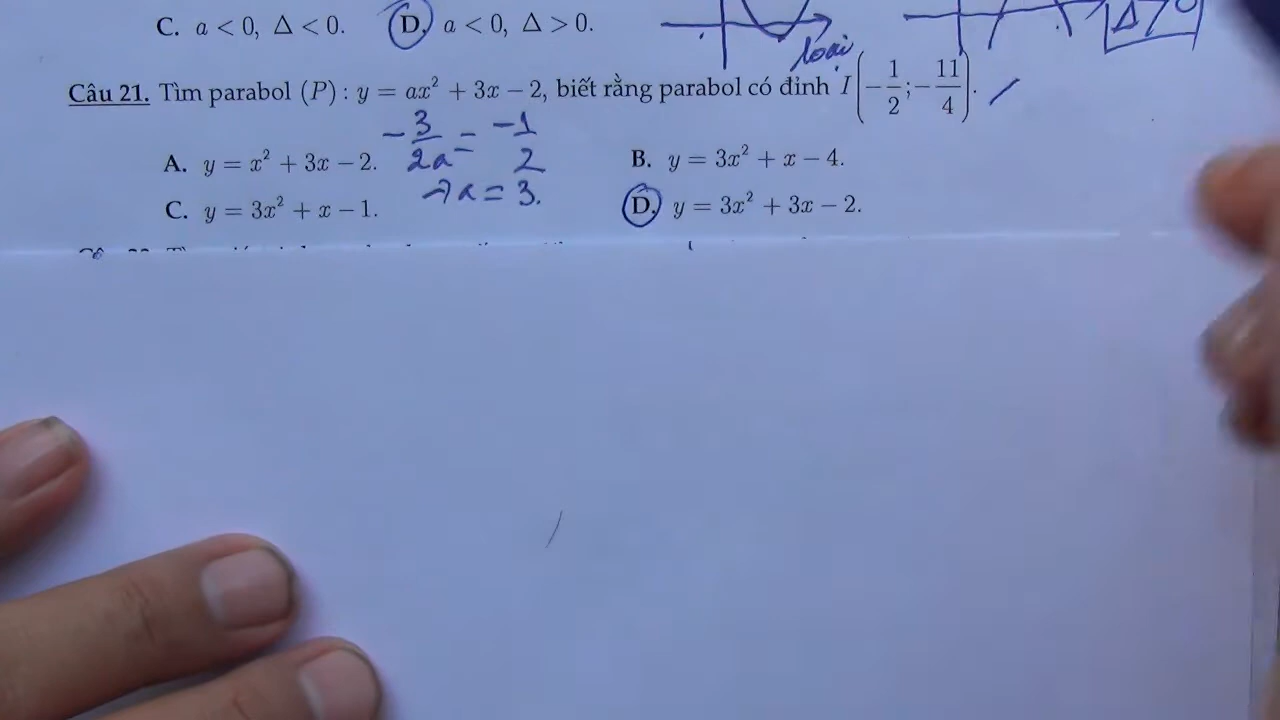 C. a < 0, Δ < 0. D. a < 0, Δ > 0.
loại
Δ > 0
Câu 21. Tìm parabol (P) : y = ax² + 3x − 2, biết rằng parabol có đỉnh I(−1/2; −11/4).
−3/2a = −1/2
A. y = x² + 3x − 2. B. y = 3x² + x − 4.
→ a = 3.
C. y = 3x² + x − 1. D. y = 3x² + 3x − 2.